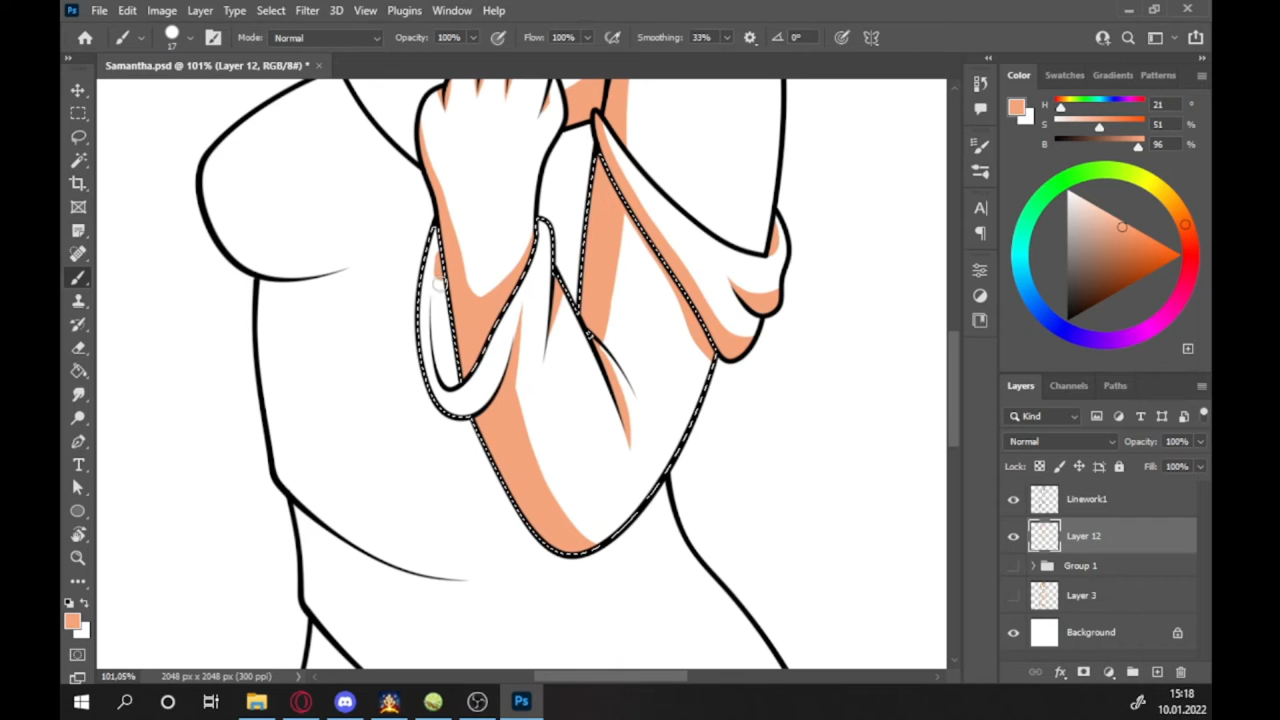 Ps File Edit Image Layer Type Select Filter 3D View Plugins Window Help
17 Mode: Normal Opacity: 100% Flow: 100% Smoothing: 33% 0°
Samantha.psd @ 101% (Layer 12, RGB/8#) * ×
Color Swatches Gradients Patterns
H 21 °
S 51 %
B 96 %
Layers Channels Paths
Kind
Normal Opacity: 100%
Lock: Fill: 100%
Linework1
Layer 12
Group 1
Layer 3
Background
101,05% 2048 px x 2048 px (300 ppi)
Ps 15:18
10.01.2022